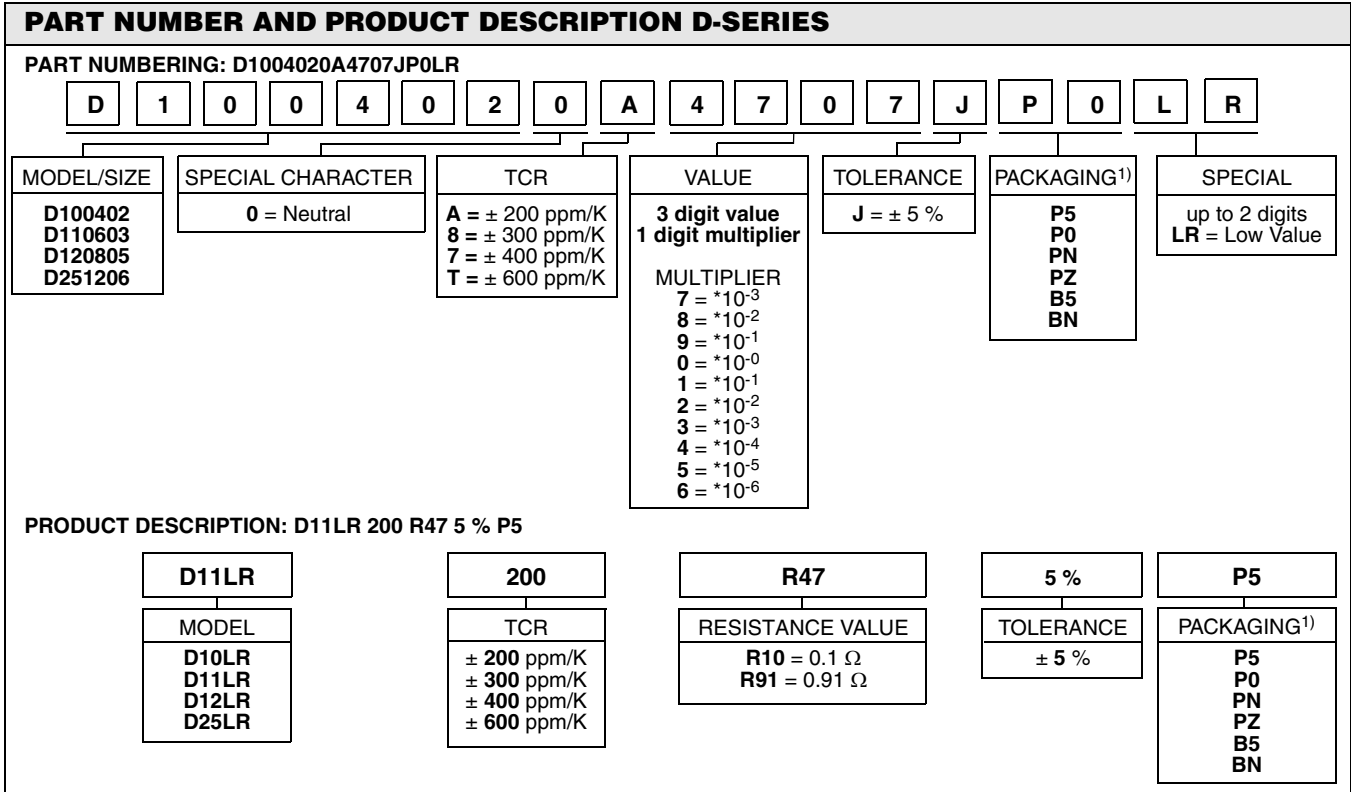 PART NUMBER AND PRODUCT DESCRIPTION D-SERIES
PART NUMBERING: D1004020A4707JP0LR
D 1 0 0 4 0 2 0 A 4 7 0 7 J P 0 L R
MODEL/SIZE
D100402
D110603
D120805
D251206
SPECIAL CHARACTER
0 = Neutral
TCR
A = ± 200 ppm/K
8 = ± 300 ppm/K
7 = ± 400 ppm/K
T = ± 600 ppm/K
VALUE
3 digit value
1 digit multiplier
MULTIPLIER
7 = *10-3
8 = *10-2
9 = *10-1
0 = *10-0
1 = *10-1
2 = *10-2
3 = *10-3
4 = *10-4
5 = *10-5
6 = *10-6
TOLERANCE
J = ± 5 %
PACKAGING1)
P5
P0
PN
PZ
B5
BN
SPECIAL
up to 2 digits
LR = Low Value
PRODUCT DESCRIPTION: D11LR 200 R47 5 % P5
D11LR
MODEL
D10LR
D11LR
D12LR
D25LR
200
TCR
± 200 ppm/K
± 300 ppm/K
± 400 ppm/K
± 600 ppm/K
R47
RESISTANCE VALUE
R10 = 0.1 Ω
R91 = 0.91 Ω
5 %
TOLERANCE
± 5 %
P5
PACKAGING1)
P5
P0
PN
PZ
B5
BN